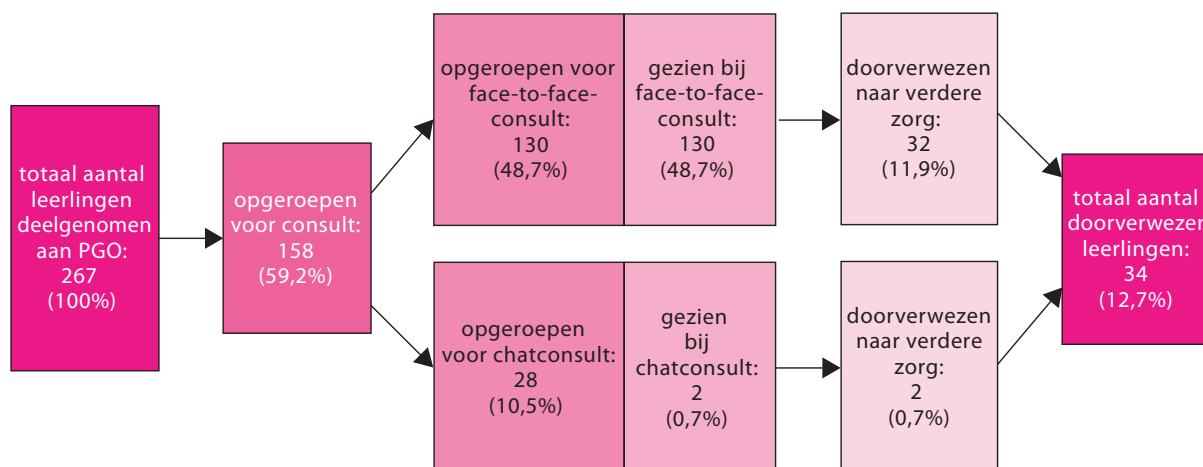 totaal aantal
leerlingen
deelgenomen
aan PGO:
267
(100%)
opgeroepen
voor consult:
158
(59,2%)
opgeroepen voor
face-to-face-
consult:
130
(48,7%)
gezien bij
face-to-face-
consult:
130
(48,7%)
doorverwezen
naar verdere
zorg:
32
(11,9%)
opgeroepen
voor chatconsult:
28
(10,5%)
gezien
bij
chatconsult:
2
(0,7%)
doorverwezen
naar verdere
zorg:
2
(0,7%)
totaal aantal
doorverwezen
leerlingen:
34
(12,7%)